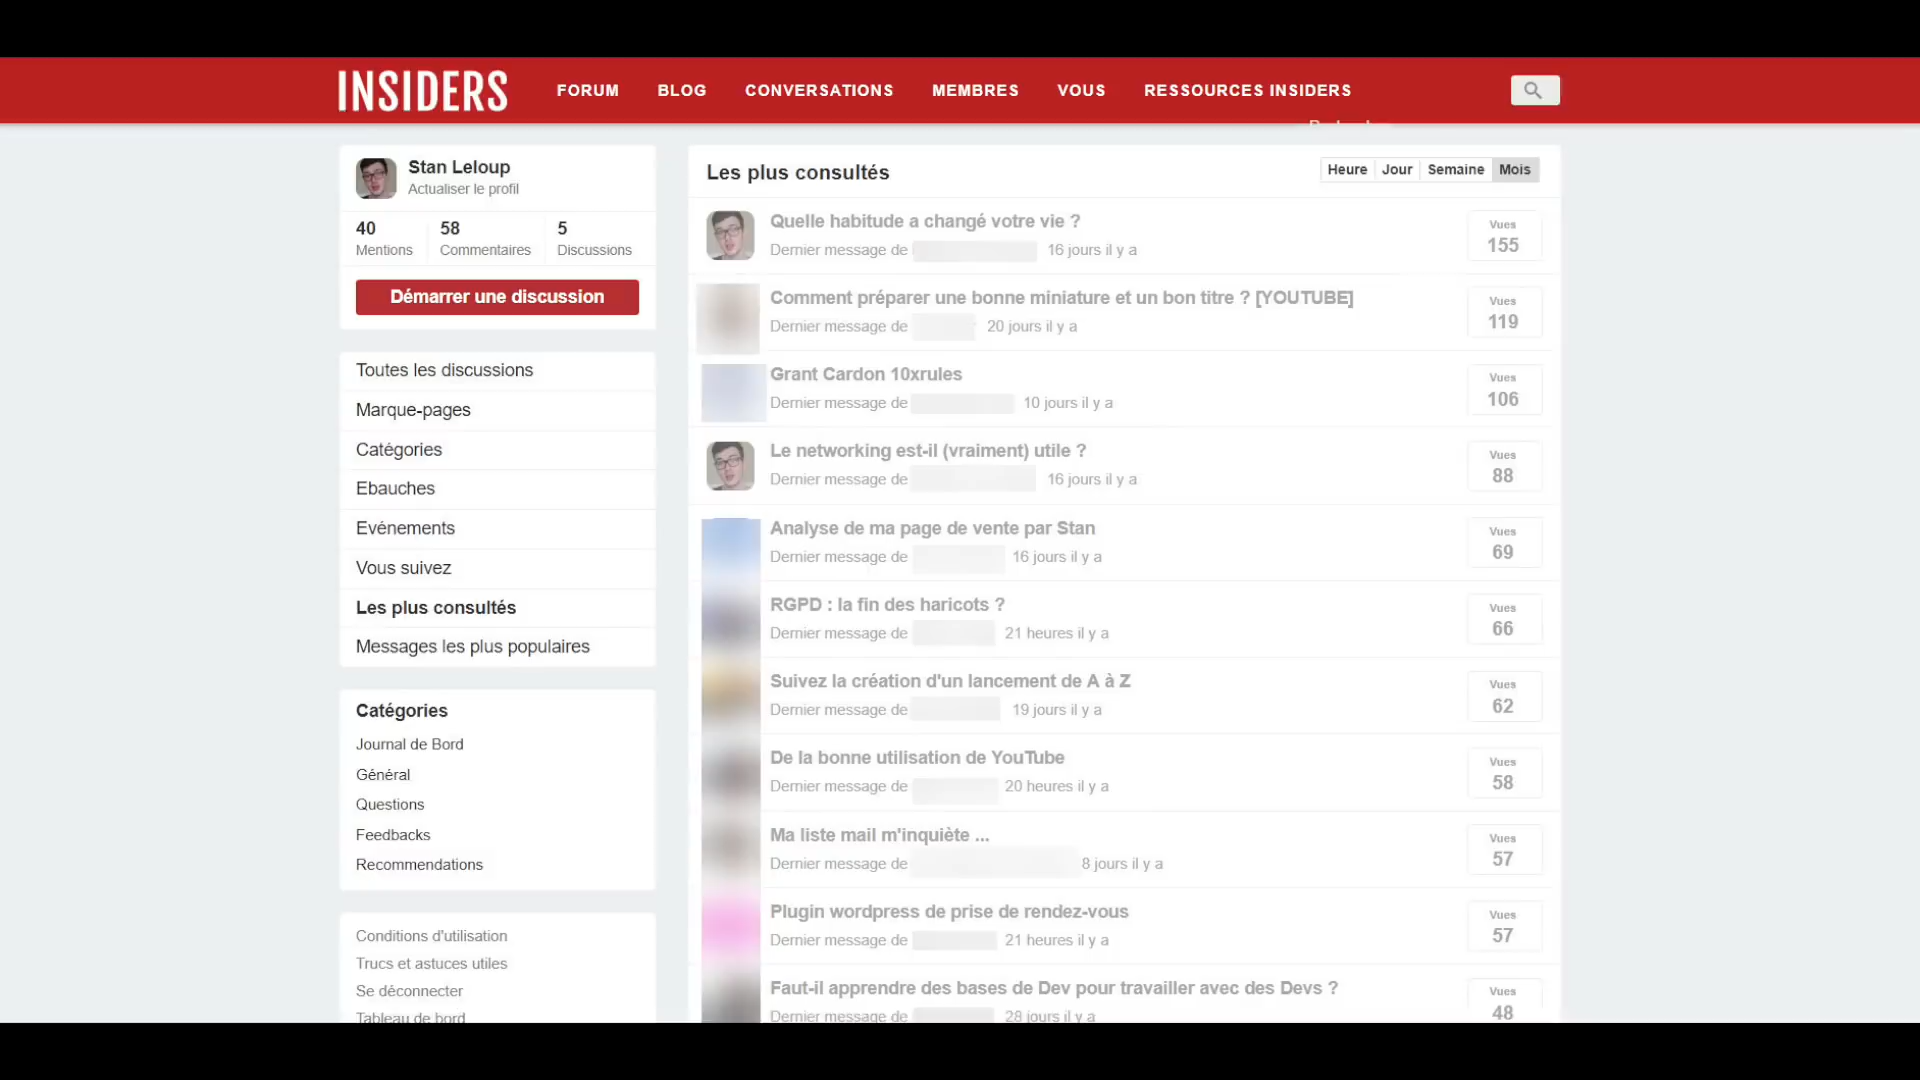 INSIDERS
FORUM
BLOG
CONVERSATIONS
MEMBRES
VOUS
RESSOURCES INSIDERS
Stan Leloup
Actualiser le profil
40
Mentions
58
Commentaires
5
Discussions
Démarrer une discussion
Toutes les discussions
Marque-pages
Catégories
Ebauches
Evénements
Vous suivez
Les plus consultés
Messages les plus populaires
Catégories
Journal de Bord
Général
Questions
Feedbacks
Recommendations
Conditions d'utilisation
Trucs et astuces utiles
Se déconnecter
Tableau de bord
Les plus consultés
Heure
Jour
Semaine
Mois
Quelle habitude a changé votre vie ?
Dernier message de 16 jours il y a
Vues
155
Comment préparer une bonne miniature et un bon titre ? [YOUTUBE]
Dernier message de 20 jours il y a
Vues
119
Grant Cardon 10xrules
Dernier message de 10 jours il y a
Vues
106
Le networking est-il (vraiment) utile ?
Dernier message de 16 jours il y a
Vues
88
Analyse de ma page de vente par Stan
Dernier message de 16 jours il y a
Vues
69
RGPD : la fin des haricots ?
Dernier message de 21 heures il y a
Vues
66
Suivez la création d'un lancement de A à Z
Dernier message de 19 jours il y a
Vues
62
De la bonne utilisation de YouTube
Dernier message de 20 heures il y a
Vues
58
Ma liste mail m'inquiète ...
Dernier message de 8 jours il y a
Vues
57
Plugin wordpress de prise de rendez-vous
Dernier message de 21 heures il y a
Vues
57
Faut-il apprendre des bases de Dev pour travailler avec des Devs ?
Dernier message de 28 jours il y a
Vues
48